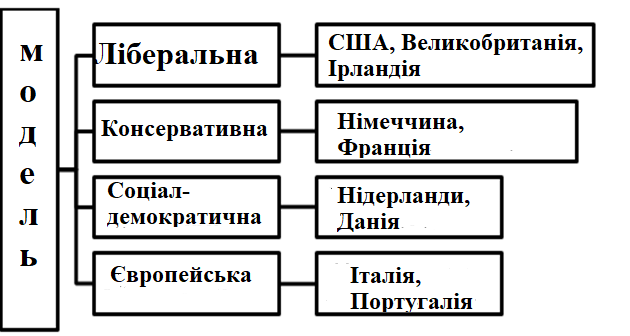 модель
Ліберальна
США, Великобританія,
Ірландія
Консервативна
Німеччина,
Франція
Соціал-
демократична
Нідерланди,
Данія
Європейська
Італія,
Португалія